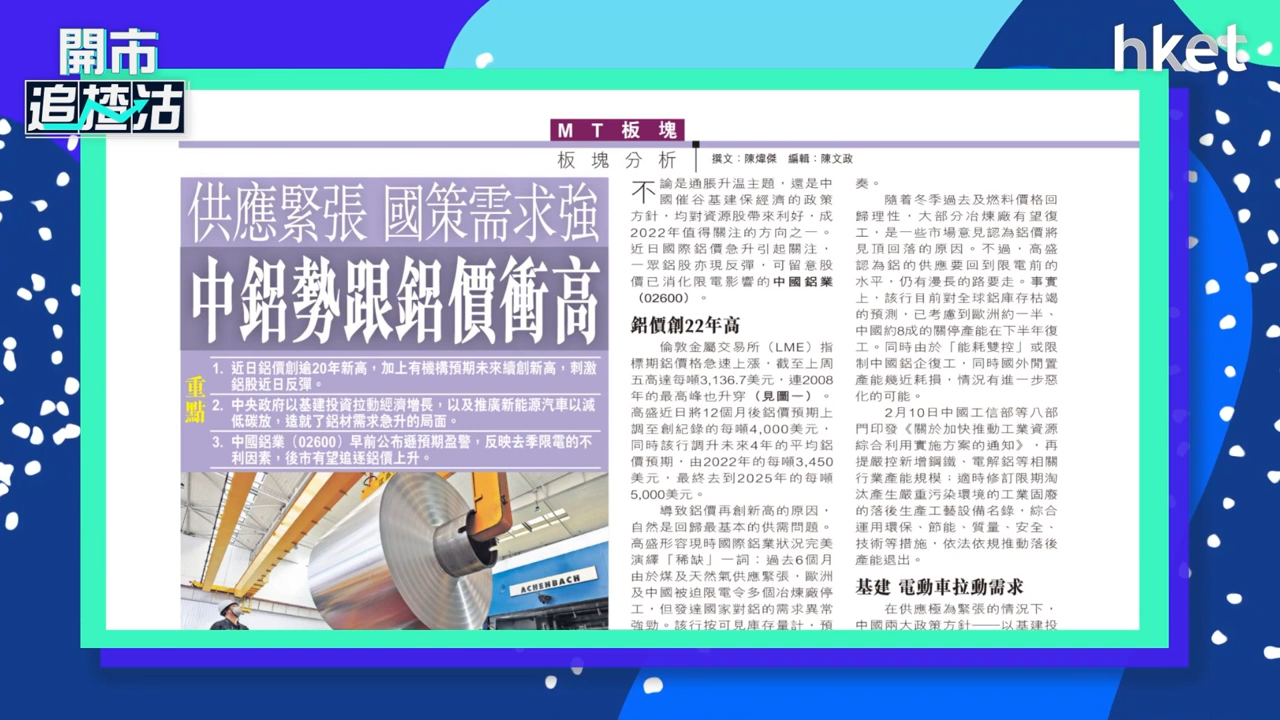 開市
追揸沽
hket
MT板塊
板塊分析
撰文：陳煒傑 編輯：陳文政
供應緊張 國策需求強
中鋁勢跟鋁價衝高
重點
1. 近日鋁價創逾20年新高，加上有機構預期未來續創新高，刺激
鋁股近日反彈。
2. 中央政府以基建投資拉動經濟增長，以及推廣新能源汽車以減
低碳放，造就了鋁材需求急升的局面。
3. 中國鋁業（02600）早前公布遜預期盈警，反映去季限電的不
利因素，後市有望追逐鋁價上升。
ACHENBACH
不論是通脹升温主題，還是中
國催谷基建保經濟的政策
方針，均對資源股帶來利好，成
2022年值得關注的方向之一。
近日國際鋁價急升引起關注，
一眾鋁股亦現反彈，可留意股
價已消化限電影響的中國鋁業
（02600）。
鋁價創22年高
倫敦金屬交易所（LME）指
標期鋁價格急速上漲，截至上周
五高達每噸3,136.7美元，連2008
年的最高峰也升穿（見圖一）。
高盛近日將12個月後鋁價預期上
調至創紀錄的每噸4,000美元，
同時該行調升未來4年的平均鋁
價預期，由2022年的每噸3,450
美元，最終去到2025年的每噸
5,000美元。
導致鋁價再創新高的原因，
自然是回歸最基本的供需問題。
高盛形容現時國際鋁業狀況完美
演繹「稀缺」一詞：過去6個月
由於煤及天然氣供應緊張，歐洲
及中國被迫限電令多個冶煉廠停
工，但發達國家對鋁的需求異常
強勁。該行按可見庫存量計，預
奏。
隨着冬季過去及燃料價格回
歸理性，大部分冶煉廠有望復
工，是一些市場意見認為鋁價將
見頂回落的原因。不過，高盛
認為鋁的供應要回到限電前的
水平，仍有漫長的路要走。事實
上，該行目前對全球鋁庫存枯竭
的預測，已考慮到歐洲約一半、
中國約8成的關停產能在下半年復
工。同時由於「能耗雙控」或限
制中國鋁企復工，同時國外閒置
產能幾近耗損，情況有進一步惡
化的可能。
2月10日中國工信部等八部
門印發《關於加快推動工業資源
綜合利用實施方案的通知》，再
提嚴控新增鋼鐵、電解鋁等相關
行業產能規模；適時修訂限期淘
汰產生嚴重污染環境的工業固廢
的落後生產工藝設備名錄，綜合
運用環保、節能、質量、安全、
技術等措施，依法依規推動落後
產能退出。
基建 電動車拉動需求
在供應極為緊張的情況下，
中國兩大政策方針——以基建投